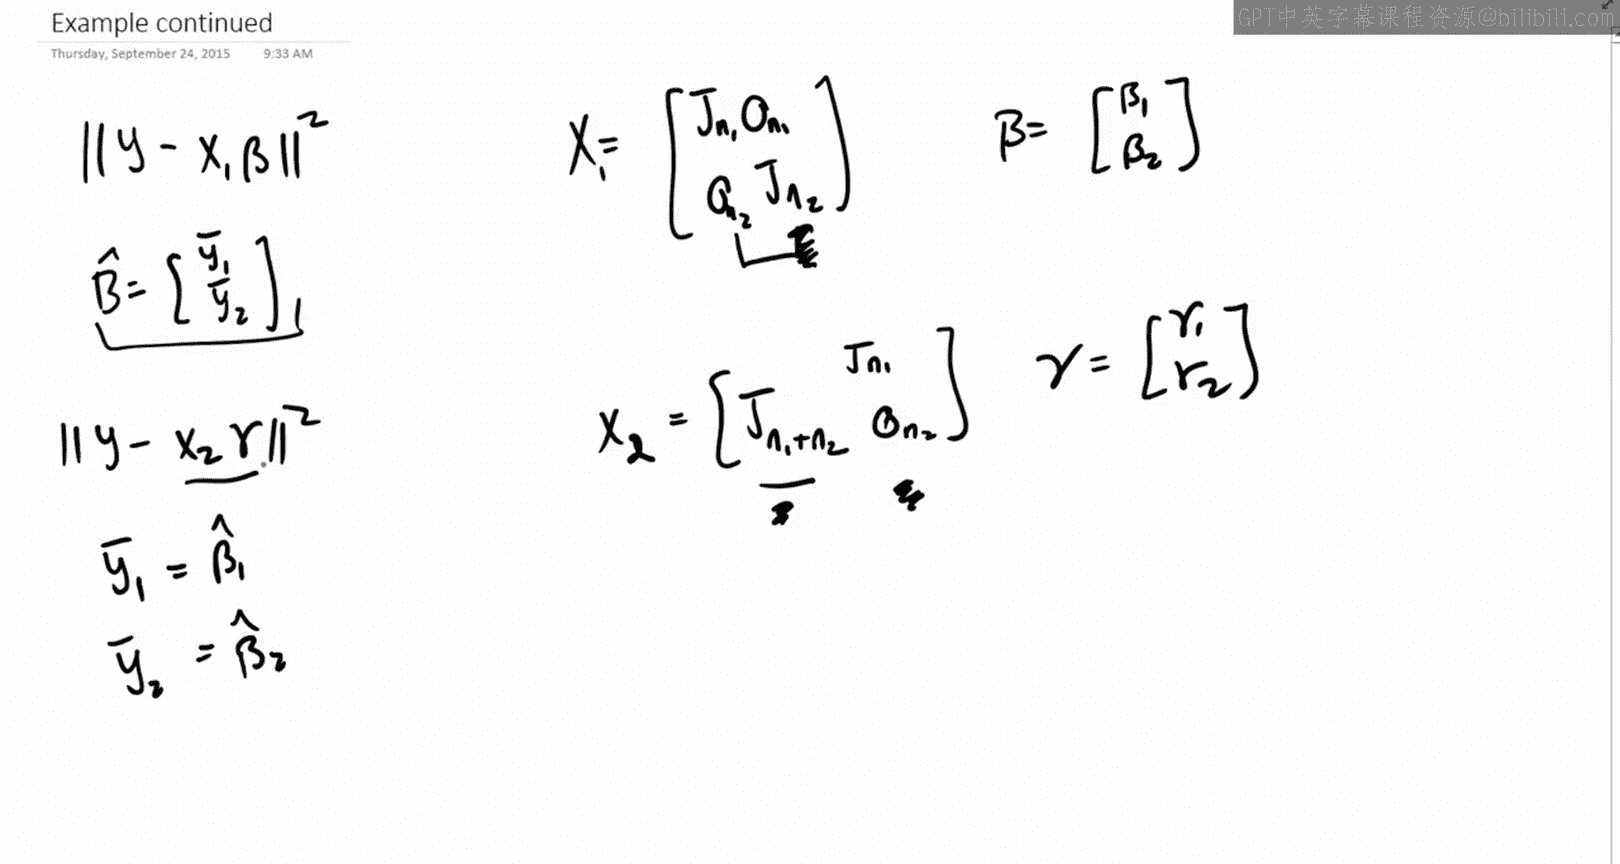 Example continued
Thursday, September 24, 2015 9:33 AM
GPT中英字幕课程资源@bilibili.com
||y - x₁β||²
X₁ = [J_{n₁} 0_{n₁}
0_{n₂} J_{n₂}]
β = [β₁
β₂]
β̂ = [ȳ₁
ȳ₂]
||y - x₂γ||²
X₂ = [J_{n₁+n₂} J_{n₁}
0_{n₂}]
γ = [γ₁
γ₂]
ȳ₁ = β̂₁
ȳ₂ = β̂₂